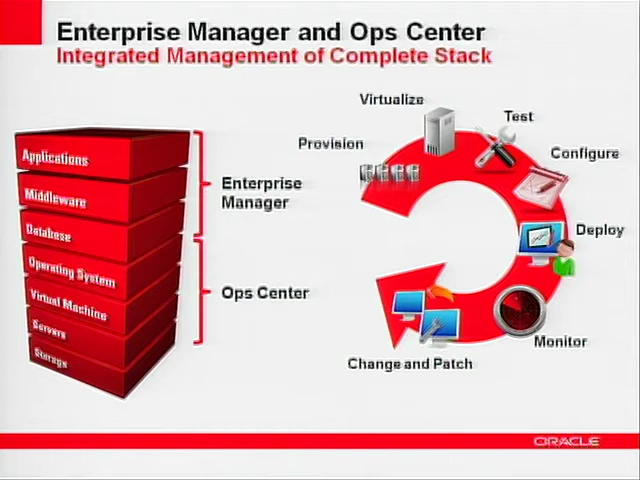 Enterprise Manager and Ops Center
Integrated Management of Complete Stack
Applications
Middleware
Database
Operating System
Virtual Machine
Servers
Storage
Enterprise
Manager
Ops Center
Virtualize
Test
Provision
Configure
Deploy
Monitor
Change and Patch
ORACLE